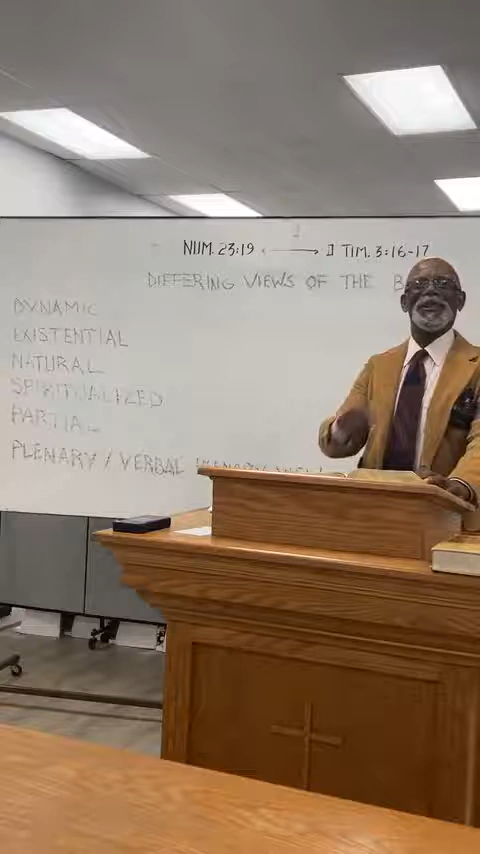 NUM. 23:19 ⟵⟶ II TIM. 3:16-17
DIFFERING VIEWS OF THE B
DYNAMIC
EXISTENTIAL
NATURAL
SPIRITUALIZED
PARTIAL
PLENARY / VERBAL PLENARY